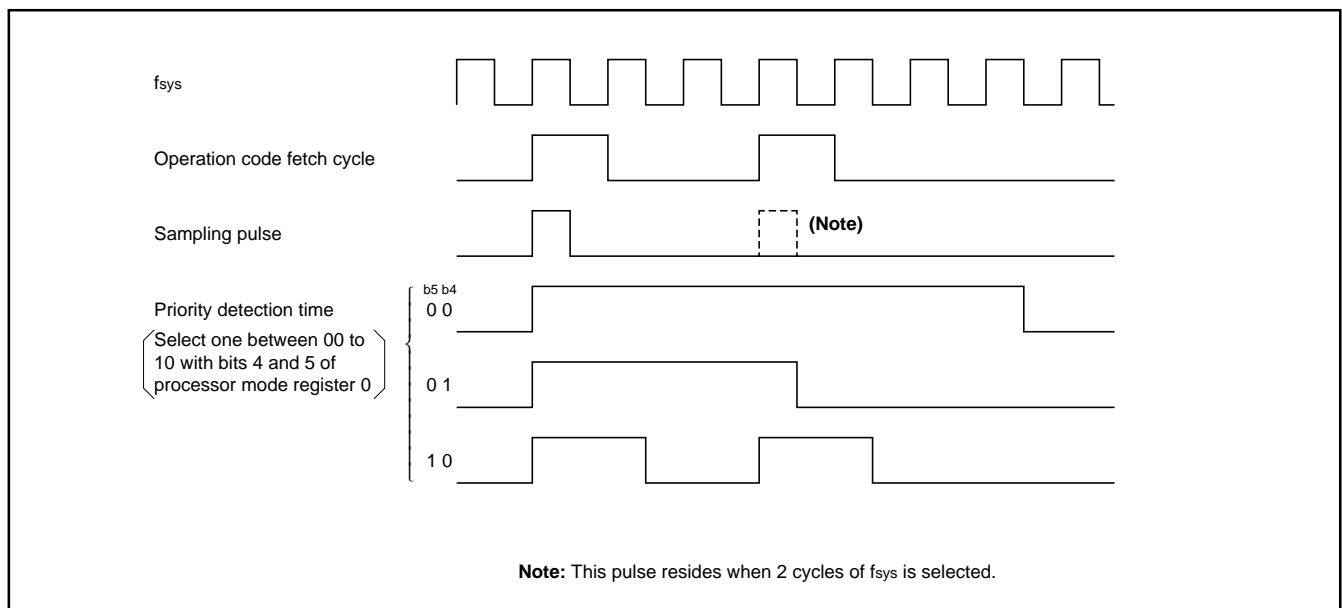 fsys
Operation code fetch cycle
Sampling pulse
(Note)
Priority detection time
Select one between 00 to
10 with bits 4 and 5 of
processor mode register 0
b5 b4
0 0
0 1
1 0
Note: This pulse resides when 2 cycles of fsys is selected.